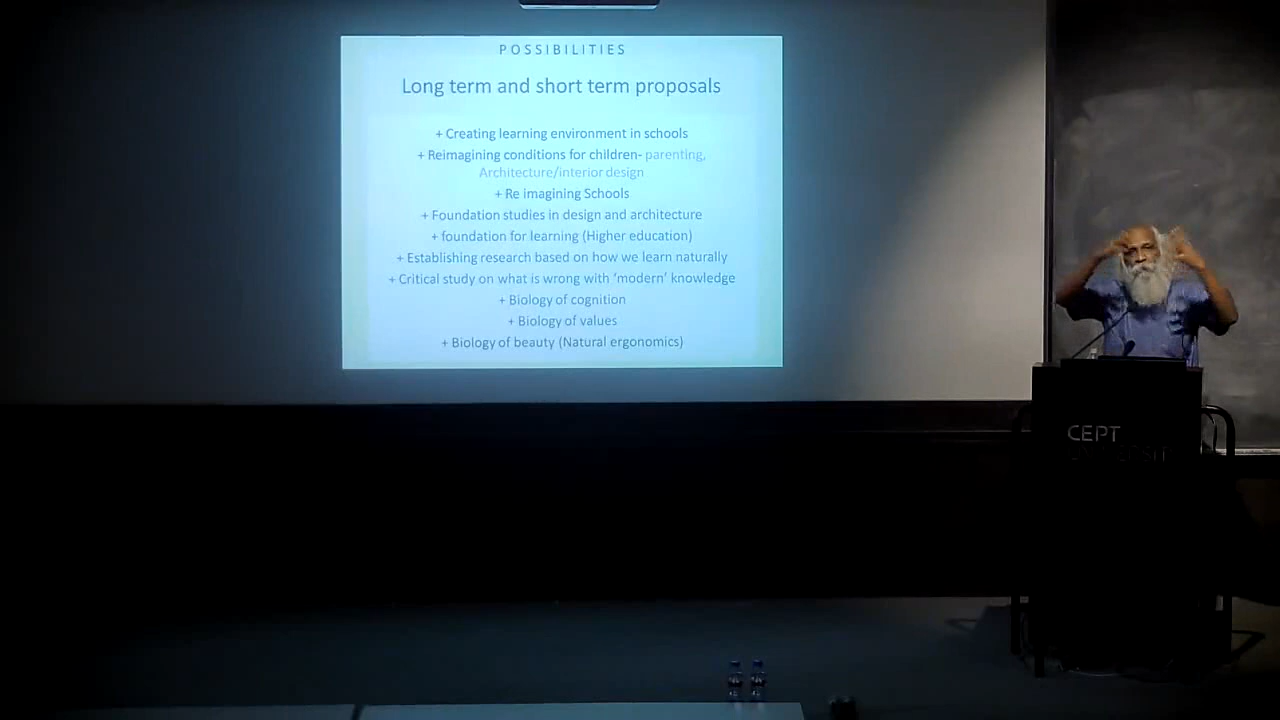 POSSIBILITIES
Long term and short term proposals
+ Creating learning environment in schools
+ Reimagining conditions for children- parenting,
Architecture/interior design
+ Re imagining Schools
+ Foundation studies in design and architecture
+ foundation for learning (Higher education)
+ Establishing research based on how we learn naturally
+ Critical study on what is wrong with ‘modern’ knowledge
+ Biology of cognition
+ Biology of values
+ Biology of beauty (Natural ergonomics)
CEPT
UNIVERSITY